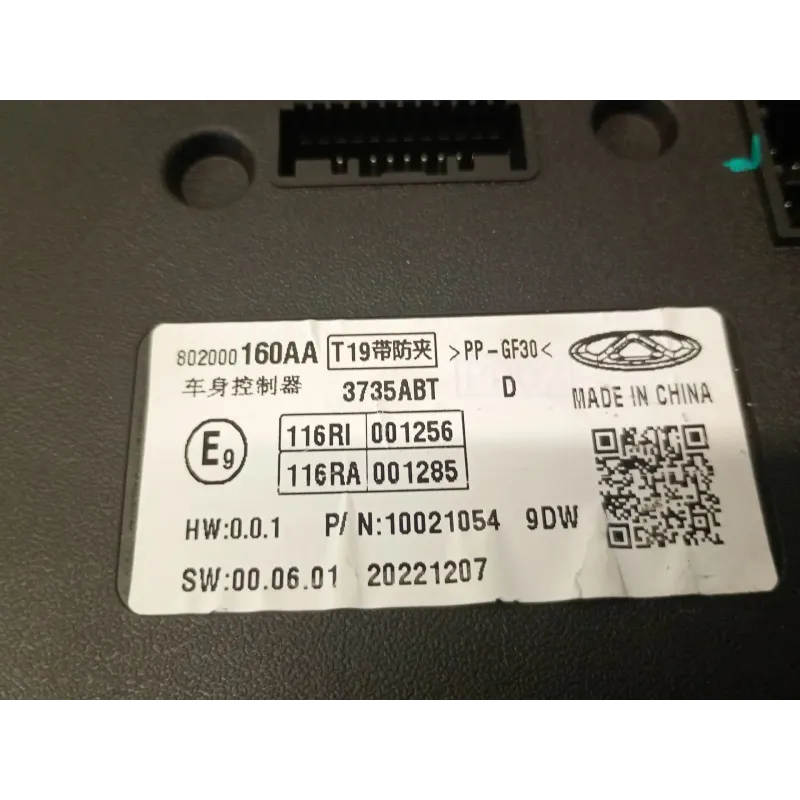 802000160AA T19带防夹 >PP-GF30<
车身控制器 3735ABT D MADE IN CHINA
E9 116RI 001256
116RA 001285
HW:0.0.1 P/N:10021054 9DW
SW:00.06.01 20221207